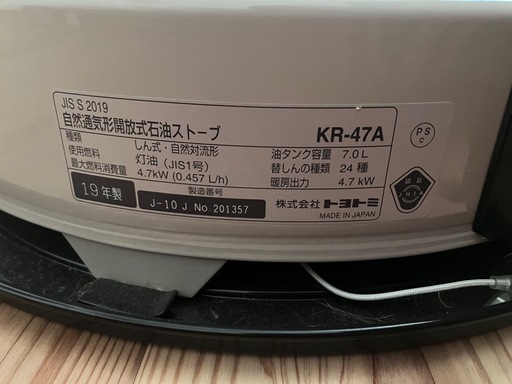 JIS S 2019
自然通気形開放式石油ストーブ KR-47A
種類 しん式・自然対流形
使用燃料 灯油 (JIS1号)
最大燃料消費量 4.7kW (0.457 L/h)
油タンク容量 7.0 L
替しんの種類 24 種
暖房出力 4.7 kW
19年製
製造番号
J-10 J No.201357
株式会社トヨトミ
MADE IN JAPAN
PS
C